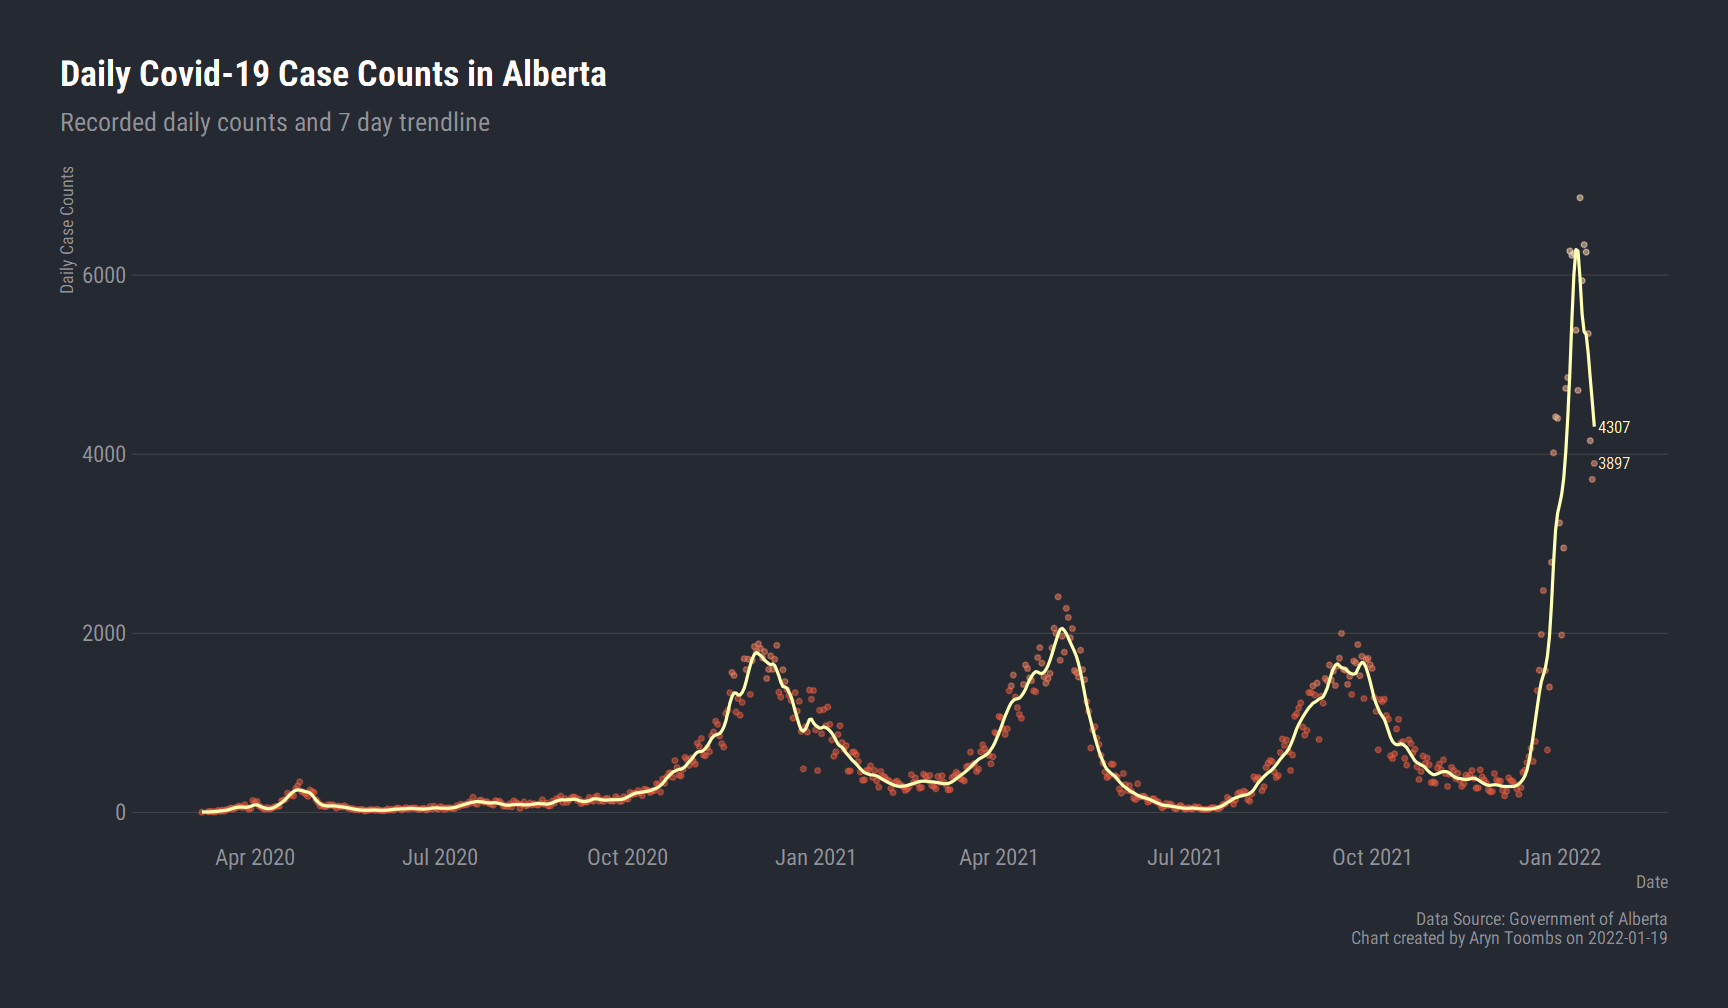 Daily Covid-19 Case Counts in Alberta
Recorded daily counts and 7 day trendline
Daily Case Counts
6000
4000
2000
0
4307
3897
Apr 2020
Jul 2020
Oct 2020
Jan 2021
Apr 2021
Jul 2021
Oct 2021
Jan 2022
Date
Data Source: Government of Alberta
Chart created by Aryn Toombs on 2022-01-19